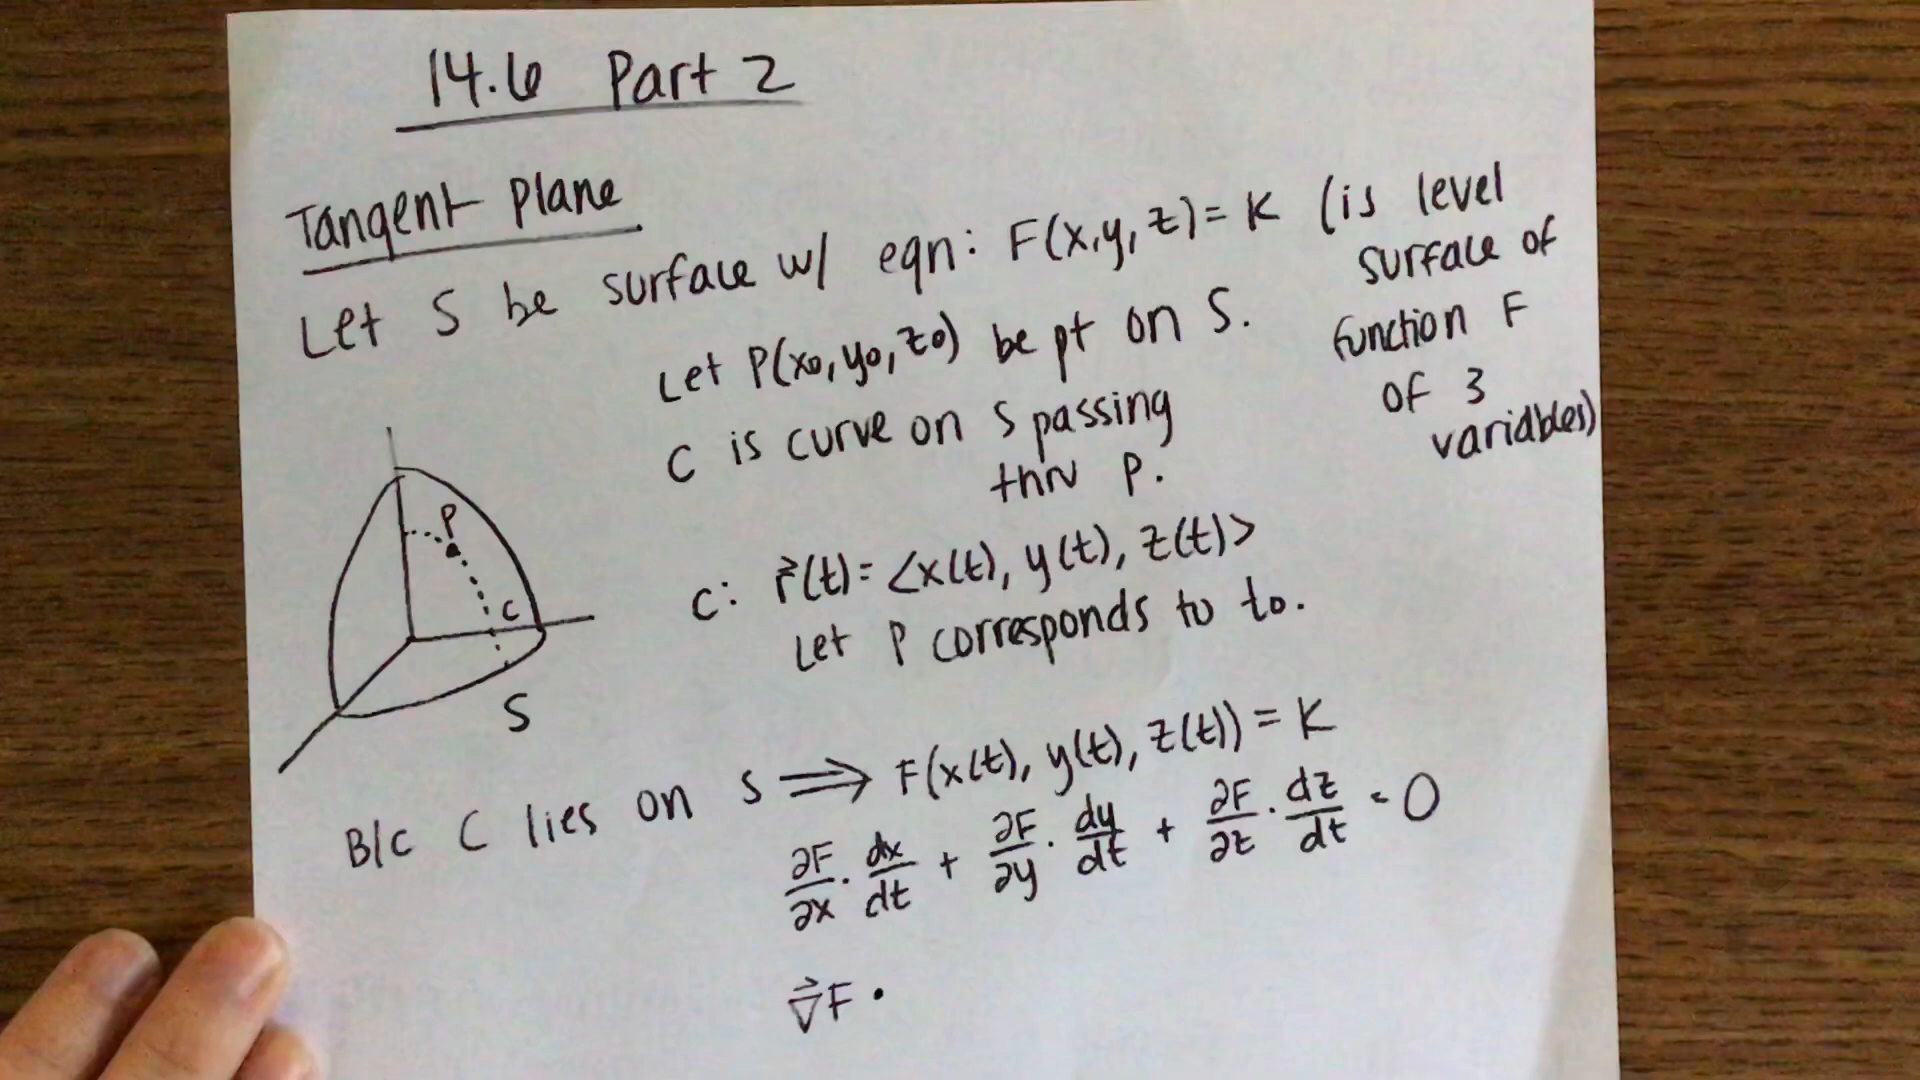 14.6 Part 2
Tangent Plane
Let S be surface w/ eqn: F(x,y,z)=K (is level
surface of
function F
of 3
variables)
Let P(x₀,y₀,z₀) be pt on S.
C is curve on S passing
thru P.
P
C
S
C: r⃗(t)=<x(t), y(t), z(t)>
Let P corresponds to t₀.
B/c C lies on S ⟹ F(x(t), y(t), z(t)) = K
∂F/∂x · dx/dt + ∂F/∂y · dy/dt + ∂F/∂z · dz/dt = 0
∇⃗F ·